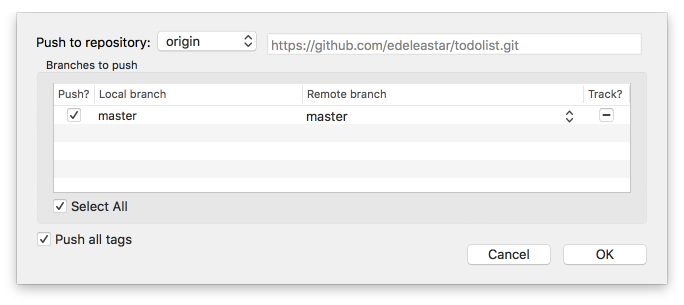 Push to repository: origin https://github.com/edeleastar/todolist.git
Branches to push
Push? Local branch Remote branch Track?
master master
Select All
Push all tags
Cancel OK